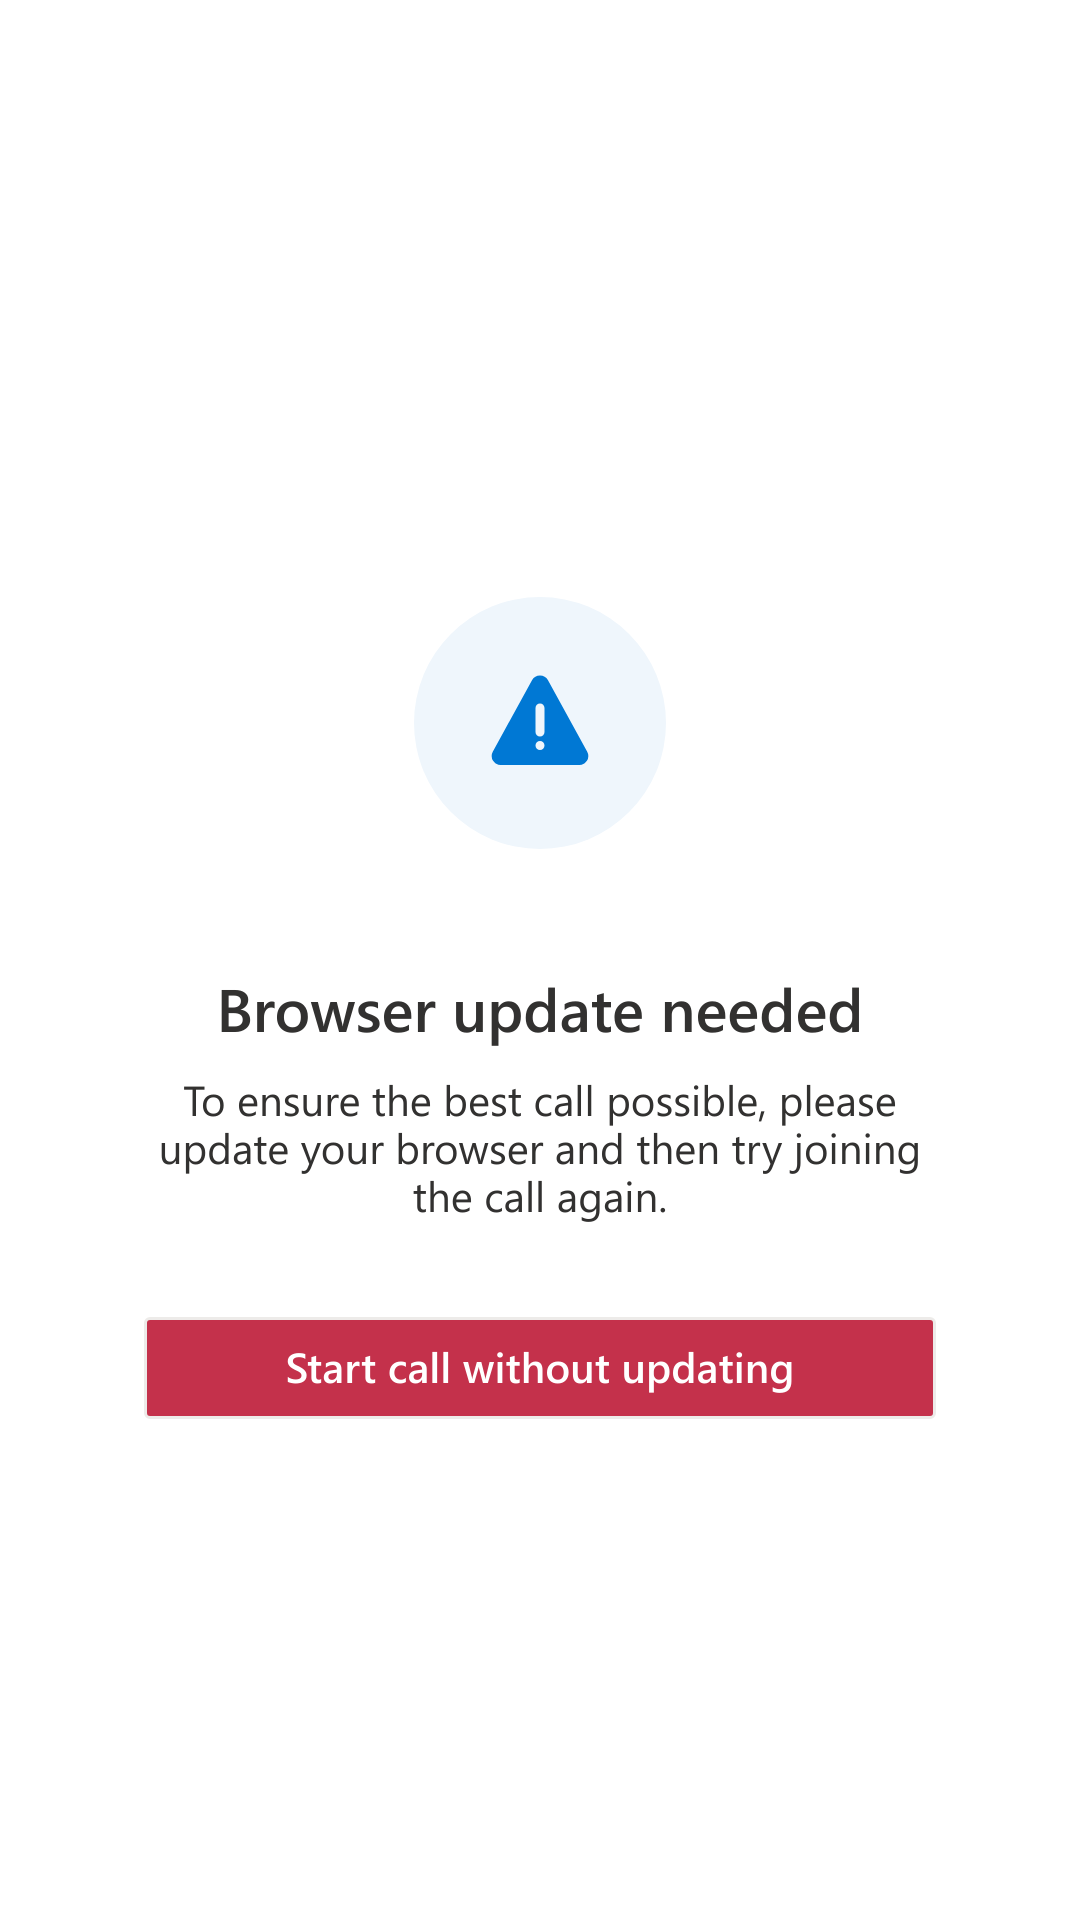 Browser update needed
To ensure the best call possible, please
update your browser and then try joining
the call again.
Start call without updating